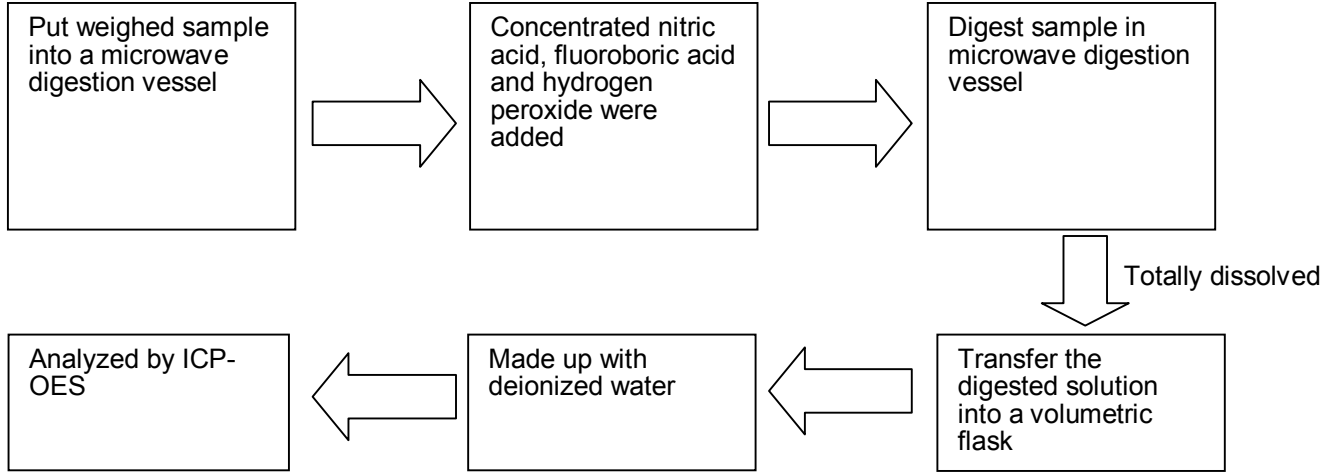 Put weighed sample
into a microwave
digestion vessel
Concentrated nitric
acid, fluoroboric acid
and hydrogen
peroxide were
added
Digest sample in
microwave digestion
vessel
Totally dissolved
Transfer the
digested solution
into a volumetric
flask
Made up with
deionized water
Analyzed by ICP-
OES